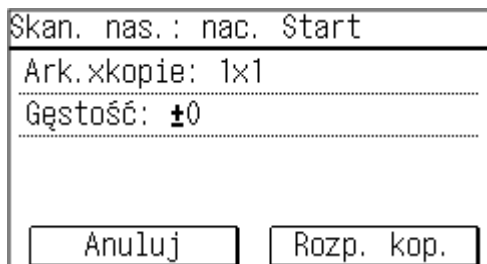 Skan. nas.: nac. Start
Ark.xkopie: 1x1
Gęstość: ±0
Anuluj Rozp. kop.